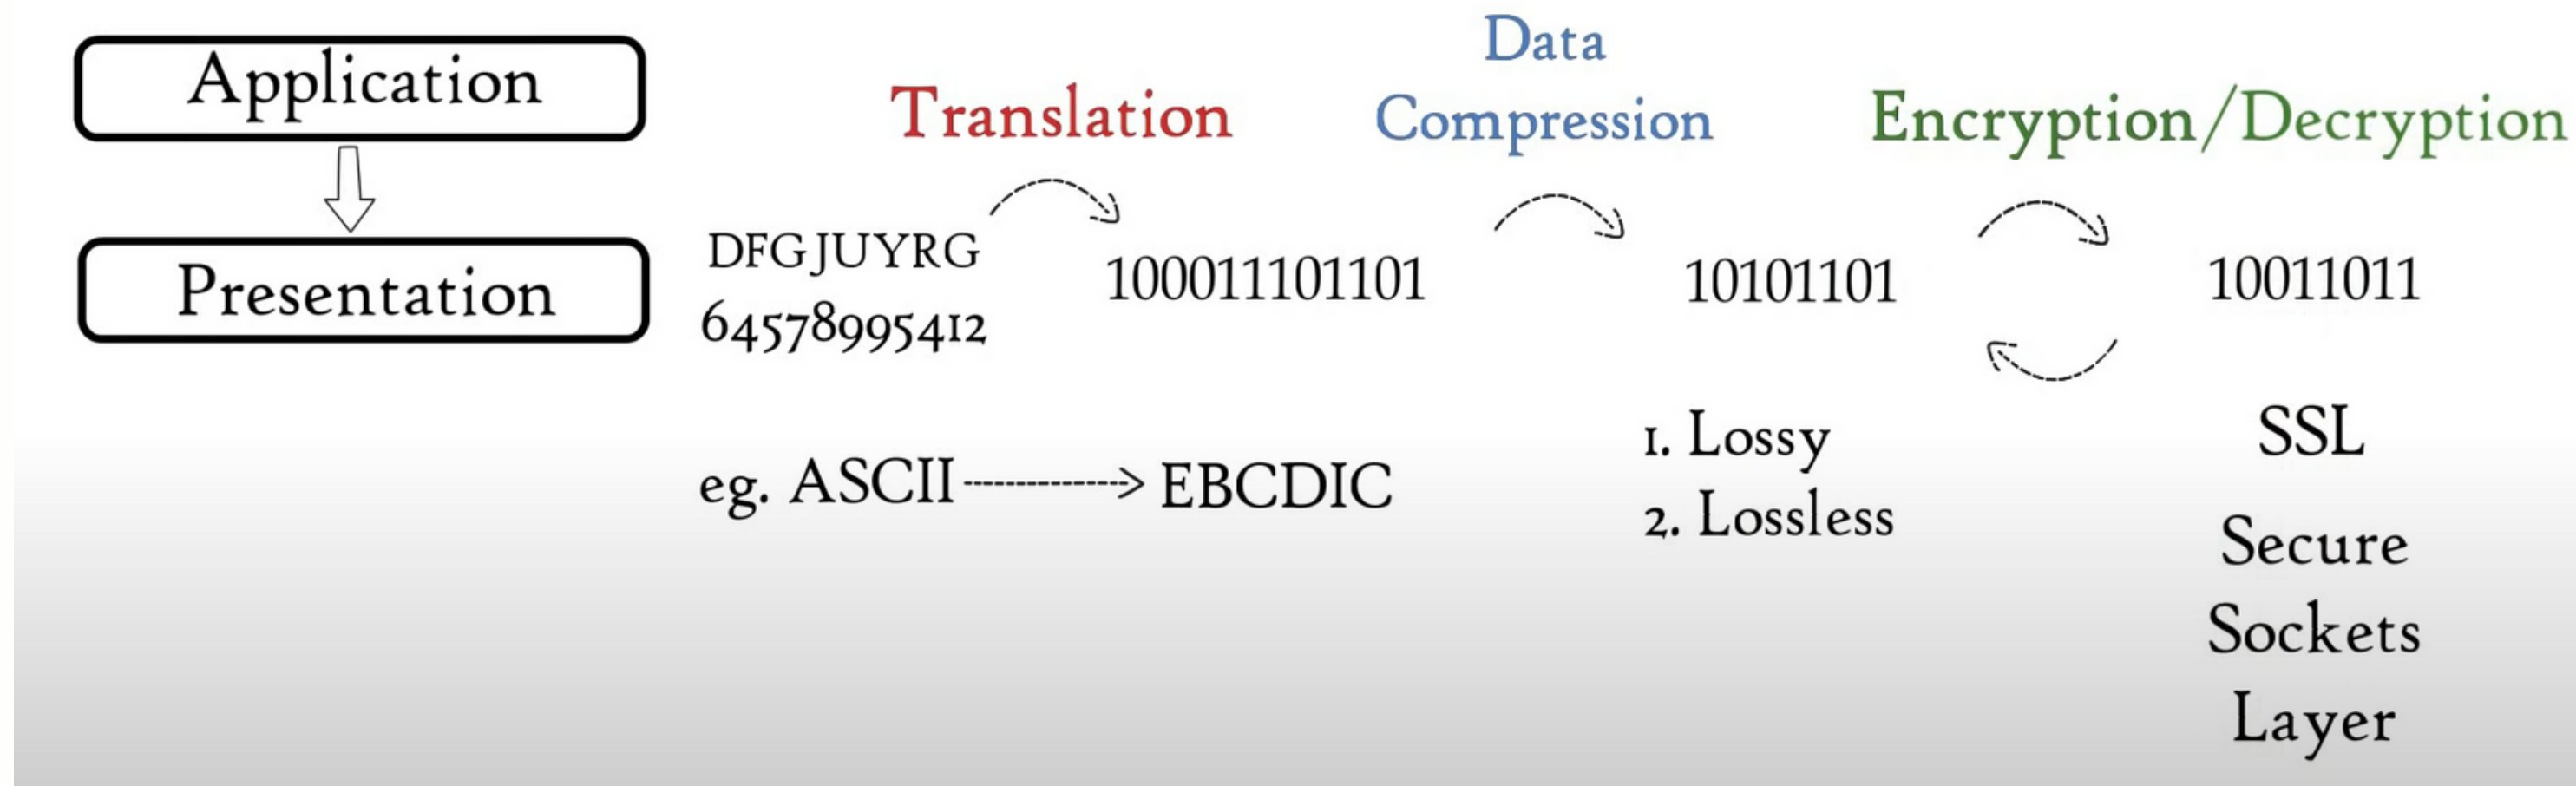 Application
Presentation
Translation
DFGJUYRG
64578995412
100011101101
eg. ASCII
EBCDIC
Data
Compression
10101101
1. Lossy
2. Lossless
Encryption/Decryption
10011011
SSL
Secure
Sockets
Layer